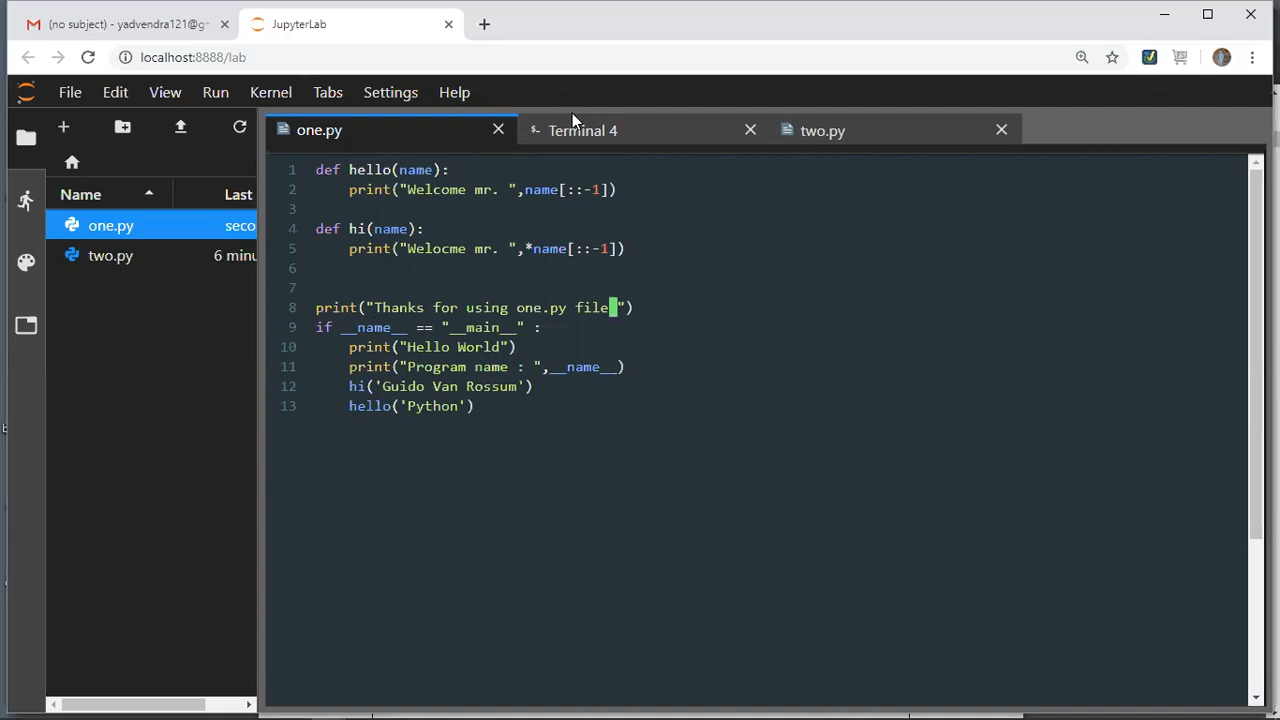 (no subject) - yadvendra121@g
JupyterLab
localhost:8888/lab
File Edit View Run Kernel Tabs Settings Help
one.py
Terminal 4
two.py
Name
Last
one.py
seco
two.py
6 minu
1 def hello(name):
2     print("Welcome mr. ",name[::-1])
3
4 def hi(name):
5     print("Welocme mr. ",*name[::-1])
6
7
8 print("Thanks for using one.py file ")
9 if __name__ == "__main__" :
10     print("Hello World")
11     print("Program name : ",__name__)
12     hi('Guido Van Rossum')
13     hello('Python')